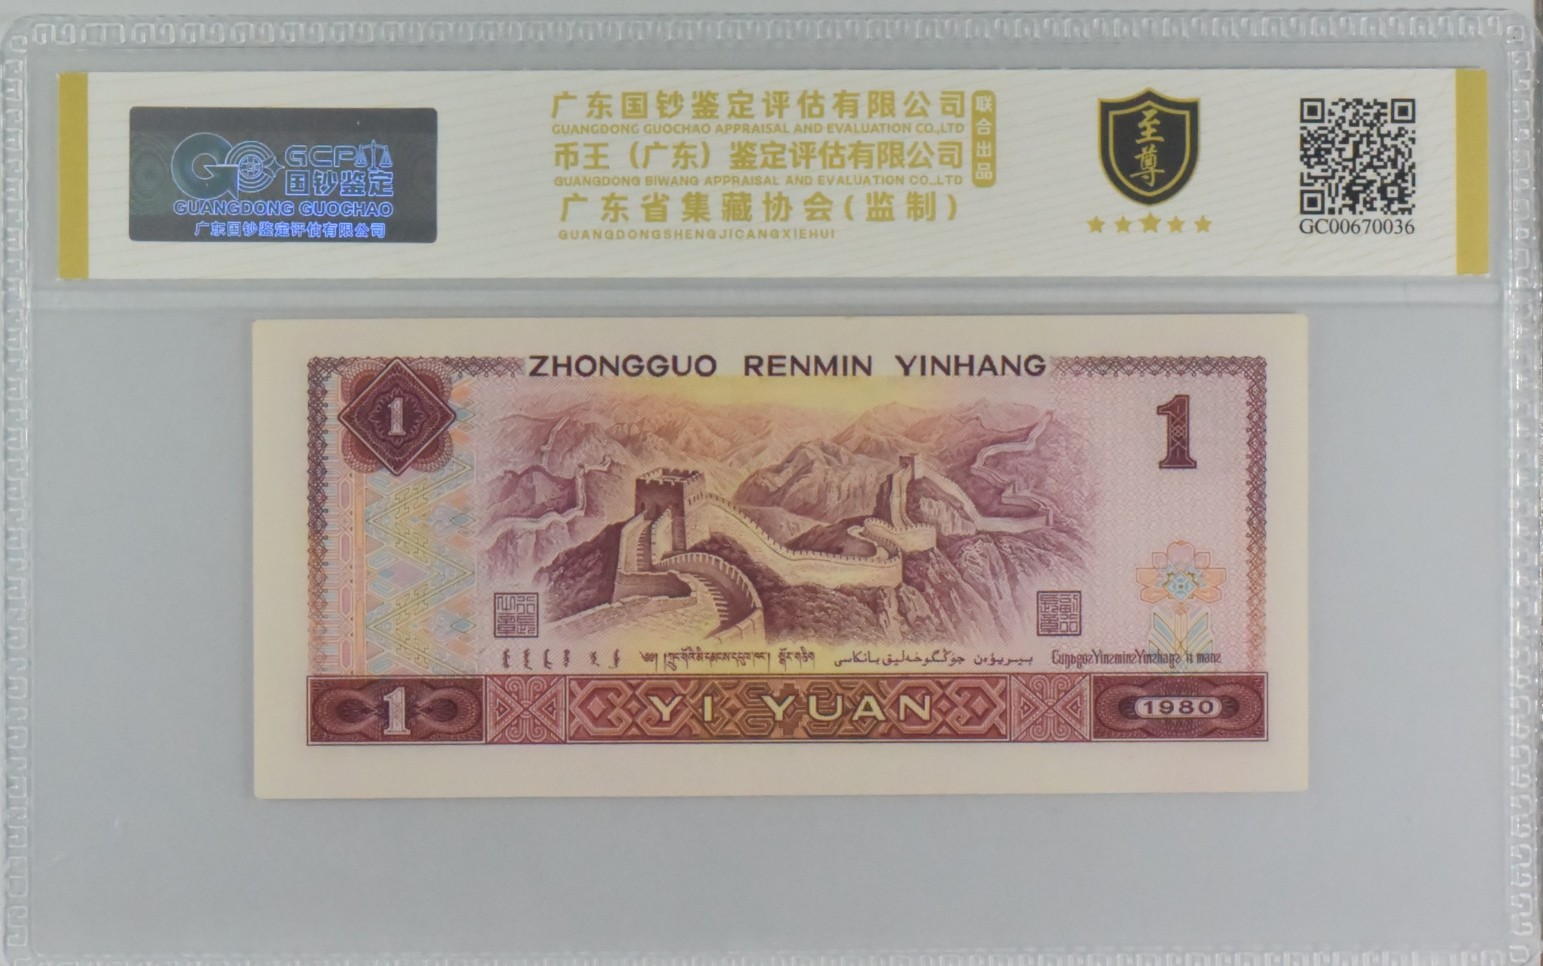 GCP
国钞鉴定
GUANGDONG GUOCHAO
广东国钞鉴定评估有限公司
广东国钞鉴定评估有限公司
GUANGDONG GUOCHAO APPRAISAL AND EVALUATION CO.,LTD
币王（广东）鉴定评估有限公司
GUANGDONG BIWANG APPRAISAL AND EVALUATION CO.,LTD
广东省集藏协会(监制)
GUANGDONGSHENGJICANGXIEHUI
联合出品
至尊
GC00670036
ZHONGGUO RENMIN YINHANG
1
1
YI YUAN
1
1980